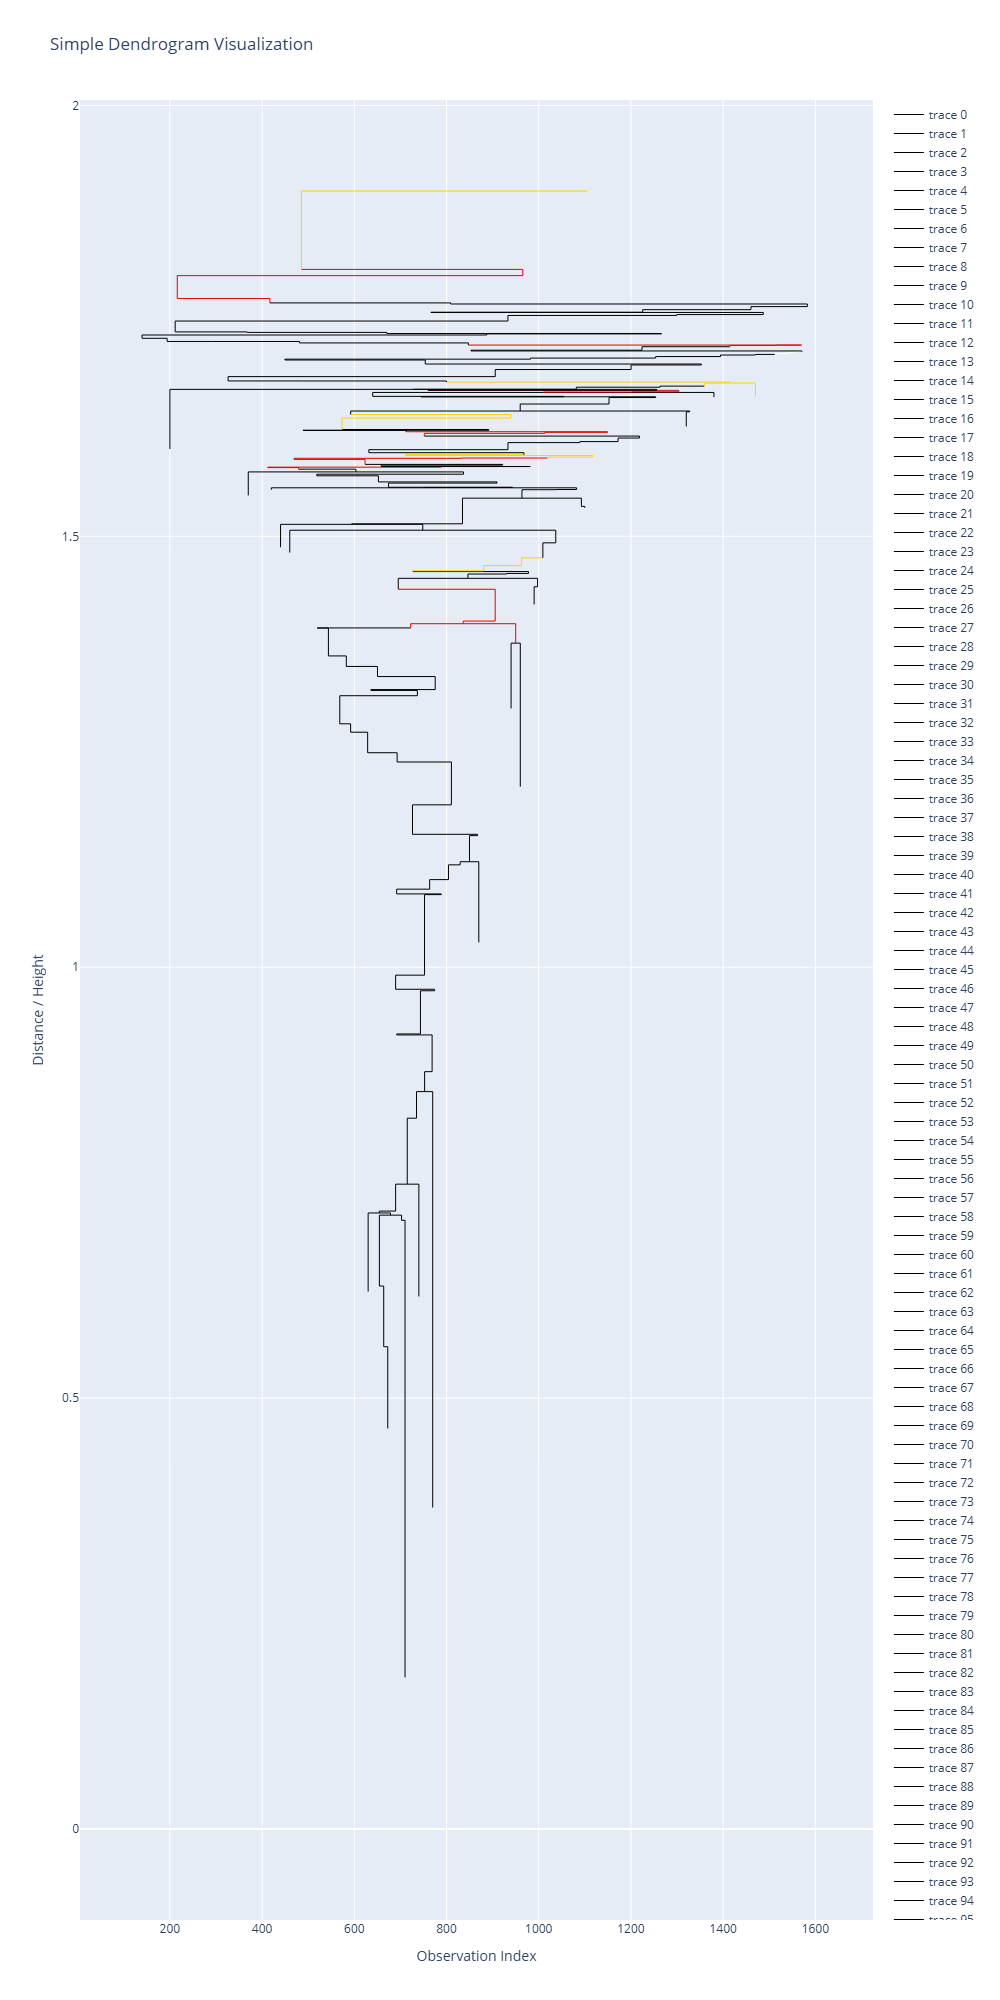 Simple Dendrogram Visualization
2
1.5
1
0.5
0
Distance / Height
200 400 600 800 1000 1200 1400 1600
Observation Index
trace 0
trace 1
trace 2
trace 3
trace 4
trace 5
trace 6
trace 7
trace 8
trace 9
trace 10
trace 11
trace 12
trace 13
trace 14
trace 15
trace 16
trace 17
trace 18
trace 19
trace 20
trace 21
trace 22
trace 23
trace 24
trace 25
trace 26
trace 27
trace 28
trace 29
trace 30
trace 31
trace 32
trace 33
trace 34
trace 35
trace 36
trace 37
trace 38
trace 39
trace 40
trace 41
trace 42
trace 43
trace 44
trace 45
trace 46
trace 47
trace 48
trace 49
trace 50
trace 51
trace 52
trace 53
trace 54
trace 55
trace 56
trace 57
trace 58
trace 59
trace 60
trace 61
trace 62
trace 63
trace 64
trace 65
trace 66
trace 67
trace 68
trace 69
trace 70
trace 71
trace 72
trace 73
trace 74
trace 75
trace 76
trace 77
trace 78
trace 79
trace 80
trace 81
trace 82
trace 83
trace 84
trace 85
trace 86
trace 87
trace 88
trace 89
trace 90
trace 91
trace 92
trace 93
trace 94